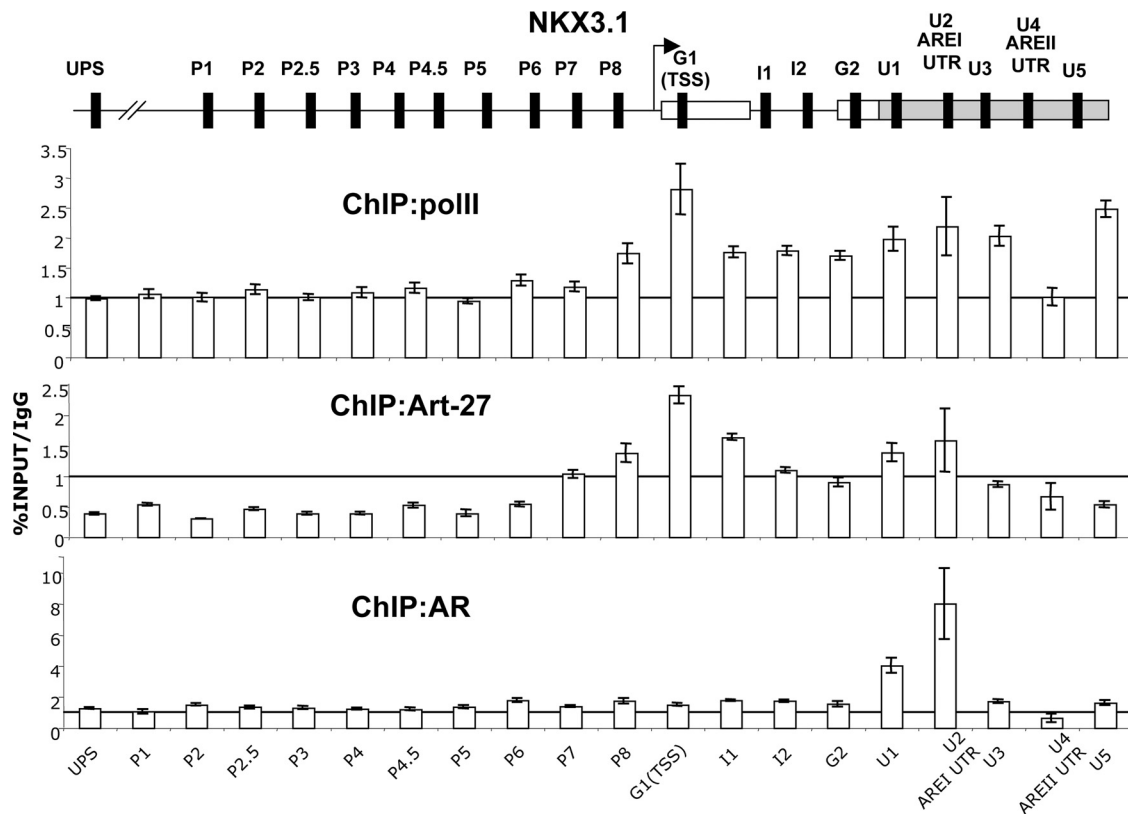 NKX3.1
UPS P1 P2 P2.5 P3 P4 P4.5 P5 P6 P7 P8 G1 (TSS) I1 I2 G2 U1 U2 AREI UTR U3 U4 AREII UTR U5
ChIP:polII
3.5
3
2.5
2
1.5
1
0.5
0
ChIP:Art-27
2.5
2
1.5
1
0.5
0
%INPUT/IgG
ChIP:AR
10
8
6
4
2
0
UPS P1 P2 P2.5 P3 P4 P4.5 P5 P6 P7 P8 G1(TSS) I1 I2 G2 U1 U2 AREI UTR U3 U4 AREII UTR U5